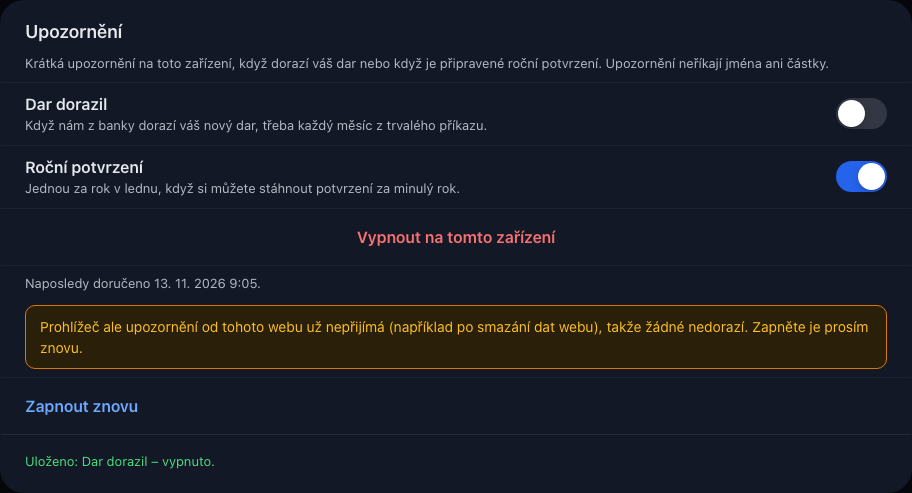 Upozornění
Krátká upozornění na toto zařízení, když dorazí váš dar nebo když je připravené roční potvrzení. Upozornění neříkají jména ani částky.
Dar dorazil
Když nám z banky dorazí váš nový dar, třeba každý měsíc z trvalého příkazu.
Roční potvrzení
Jednou za rok v lednu, když si můžete stáhnout potvrzení za minulý rok.
Vypnout na tomto zařízení
Naposledy doručeno 13. 11. 2026 9:05.
Prohlížeč ale upozornění od tohoto webu už nepřijímá (například po smazání dat webu), takže žádné nedorazí. Zapněte je prosím
znovu.
Zapnout znovu
Uloženo: Dar dorazil – vypnuto.